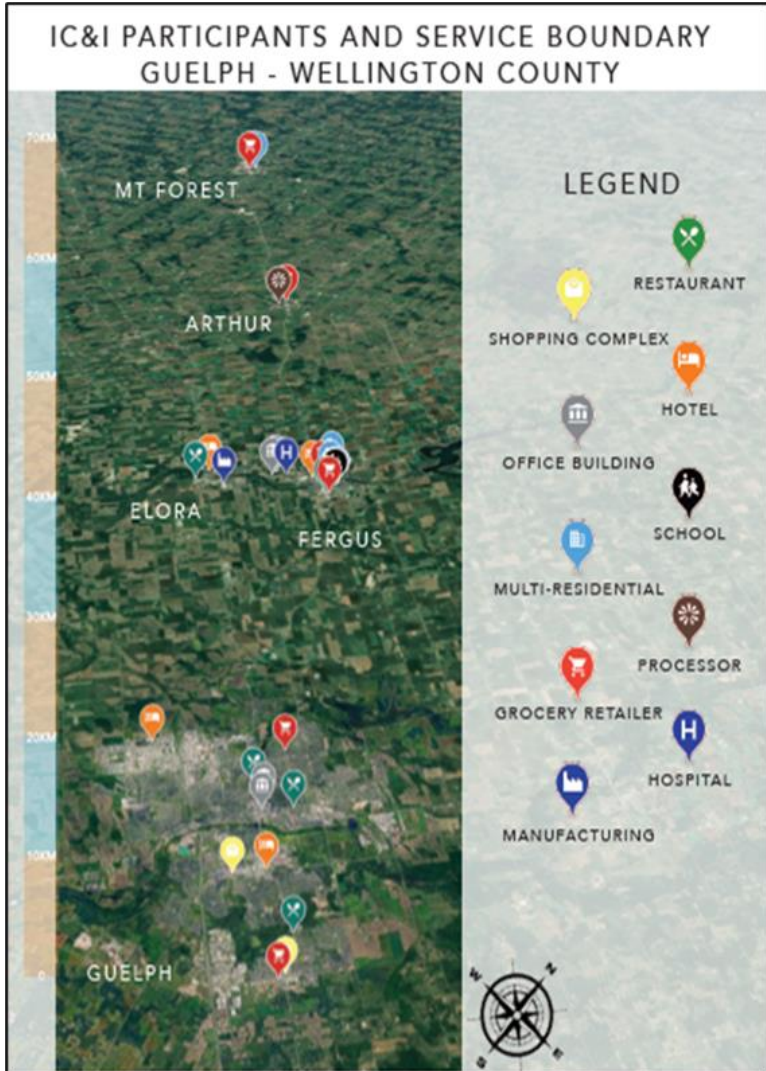 IC&I PARTICIPANTS AND SERVICE BOUNDARY
GUELPH - WELLINGTON COUNTY
70KM
MT FOREST
60KM
ARTHUR
50KM
40KM
ELORA
FERGUS
30KM
20KM
10KM
0
GUELPH
LEGEND
RESTAURANT
SHOPPING COMPLEX
HOTEL
OFFICE BUILDING
SCHOOL
MULTI-RESIDENTIAL
PROCESSOR
GROCERY RETAILER
H
HOSPITAL
MANUFACTURING
H
W
N
S
E